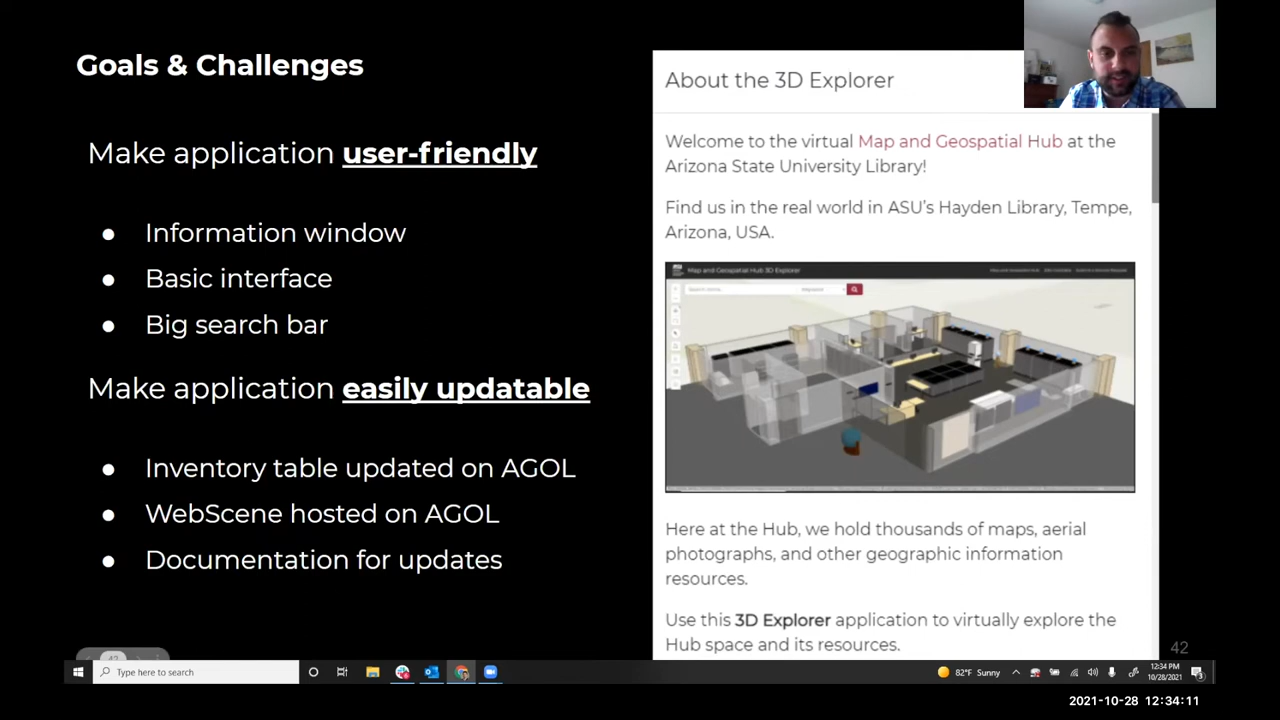 Goals & Challenges
Make application user-friendly
● Information window
● Basic interface
● Big search bar
Make application easily updatable
● Inventory table updated on AGOL
● WebScene hosted on AGOL
● Documentation for updates
About the 3D Explorer
Welcome to the virtual Map and Geospatial Hub at the
Arizona State University Library!
Find us in the real world in ASU's Hayden Library, Tempe,
Arizona, USA.
Map and Geospatial Hub 3D Explorer
Here at the Hub, we hold thousands of maps, aerial
photographs, and other geographic information
resources.
Use this 3D Explorer application to virtually explore the
Hub space and its resources.
42
42
Type here to search
82°F Sunny
12:34 PM
10/28/2021
2021-10-28 12:34:11